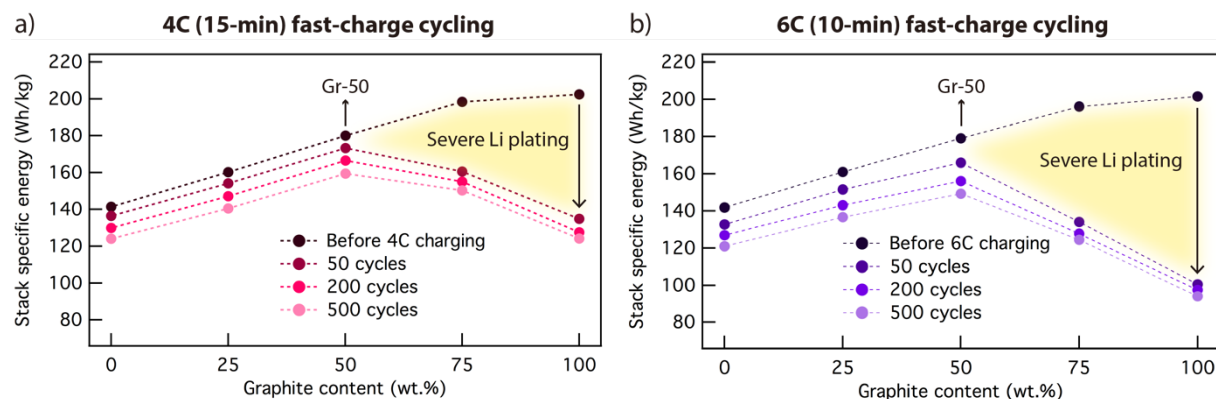 a) 4C (15-min) fast-charge cycling
Stack specific energy (Wh/kg)
220
200
180
160
140
120
100
80
Gr-50
Severe Li plating
Before 4C charging
50 cycles
200 cycles
500 cycles
0 25 50 75 100
Graphite content (wt.%)
b) 6C (10-min) fast-charge cycling
Stack specific energy (Wh/kg)
220
200
180
160
140
120
100
80
Gr-50
Severe Li plating
Before 6C charging
50 cycles
200 cycles
500 cycles
0 25 50 75 100
Graphite content (wt.%)